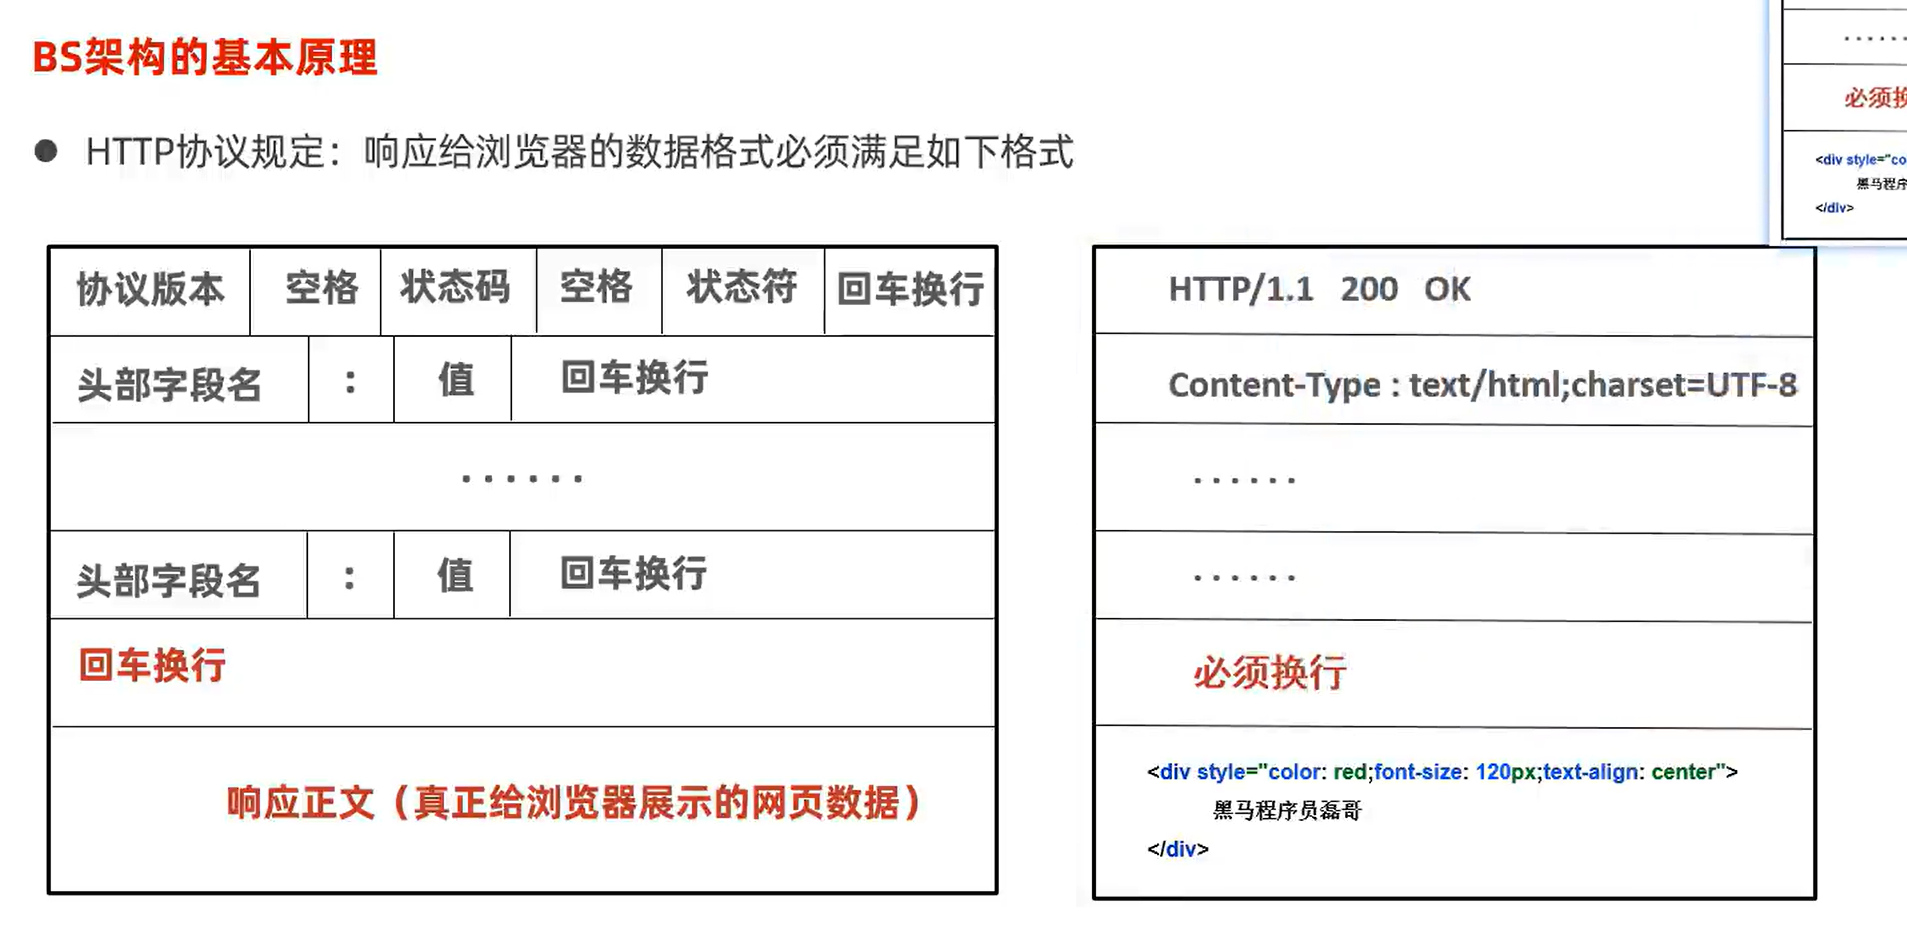 BS架构的基本原理
● HTTP协议规定：响应给浏览器的数据格式必须满足如下格式
协议版本 空格 状态码 空格 状态符 回车换行
头部字段名 : 值 回车换行
······
头部字段名 : 值 回车换行
回车换行
响应正文（真正给浏览器展示的网页数据）
HTTP/1.1 200 OK
Content-Type : text/html;charset=UTF-8
······
······
必须换行
<div style="color: red;font-size: 120px;text-align: center">
黑马程序员磊哥
</div>
·····
必须换
<div style="co
黑马程序
</div>